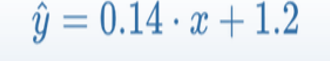 ŷ = 0.14 · x + 1.2